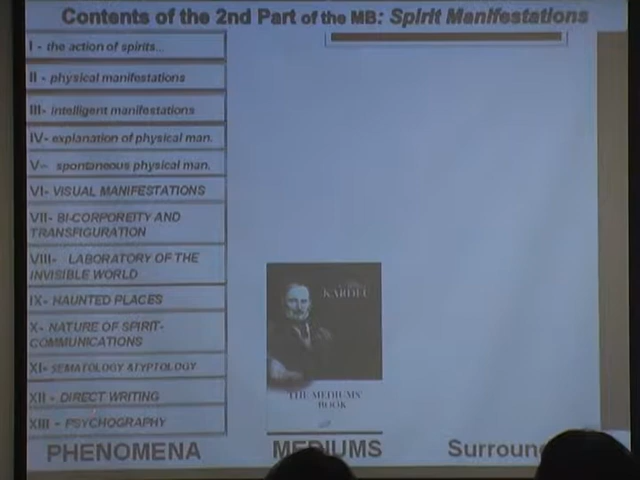 Contents of the 2nd Part of the MB: Spirit Manifestations
I - the action of spirits...
II - physical manifestations
III- intelligent manifestations
IV- explanation of physical man.
V- spontaneous physical man.
VI- VISUAL MANIFESTATIONS
VII- BI-CORPOREITY AND
TRANSFIGURATION
VIII- LABORATORY OF THE
INVISIBLE WORLD
IX- HAUNTED PLACES
X- NATURE OF SPIRIT-
COMMUNICATIONS
XI- SEMATOLOGY &TYPTOLOGY
XII - DIRECT WRITING
XIII - PSYCHOGRAPHY
KARDEC
THE MEDIUMS'
BOOK
PHENOMENA
MEDIUMS
Surroun